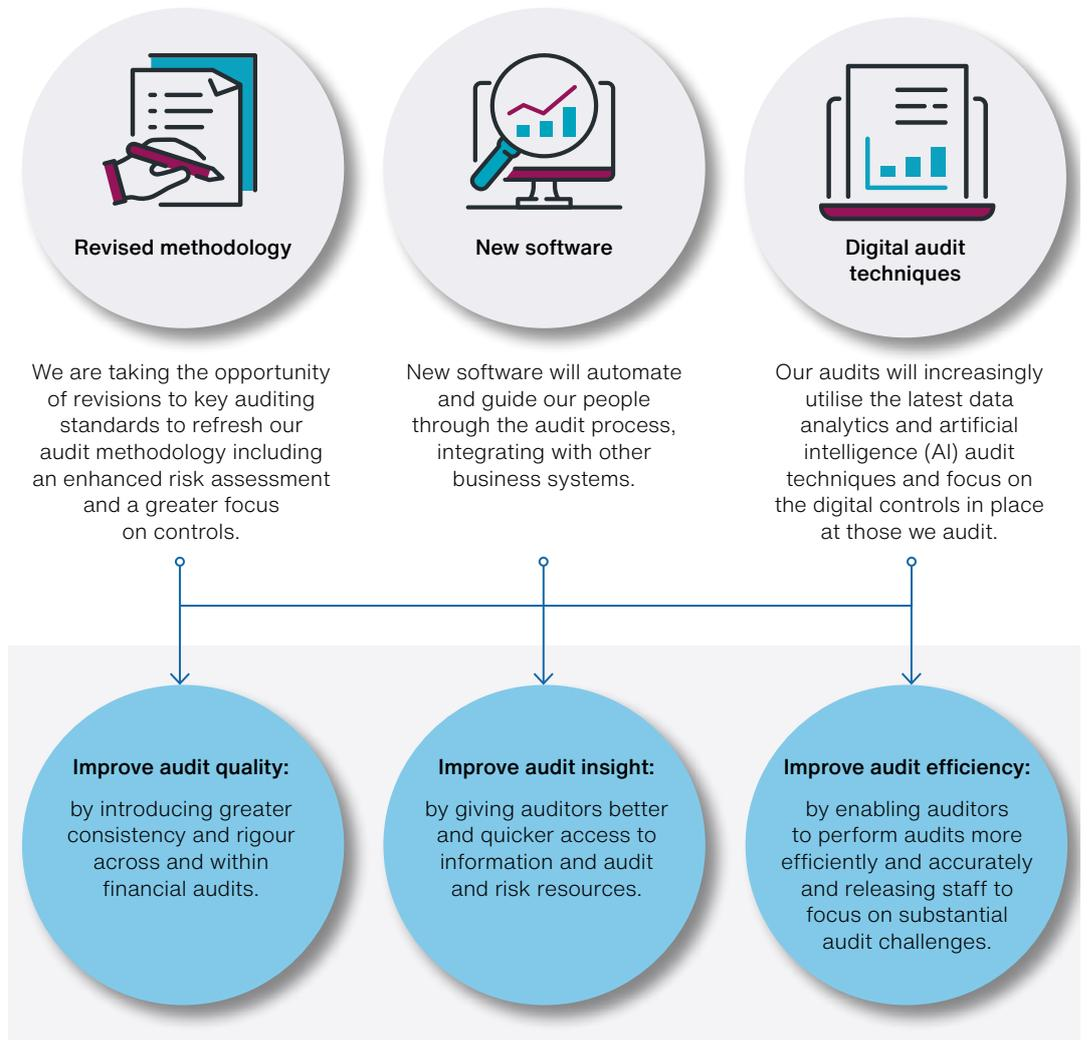 Revised methodology
We are taking the opportunity
of revisions to key auditing
standards to refresh our
audit methodology including
an enhanced risk assessment
and a greater focus
on controls.
New software
New software will automate
and guide our people
through the audit process,
integrating with other
business systems.
Digital audit
techniques
Our audits will increasingly
utilise the latest data
analytics and artificial
intelligence (AI) audit
techniques and focus on
the digital controls in place
at those we audit.
Improve audit quality:
by introducing greater
consistency and rigour
across and within
financial audits.
Improve audit insight:
by giving auditors better
and quicker access to
information and audit
and risk resources.
Improve audit efficiency:
by enabling auditors
to perform audits more
efficiently and accurately
and releasing staff to
focus on substantial
audit challenges.